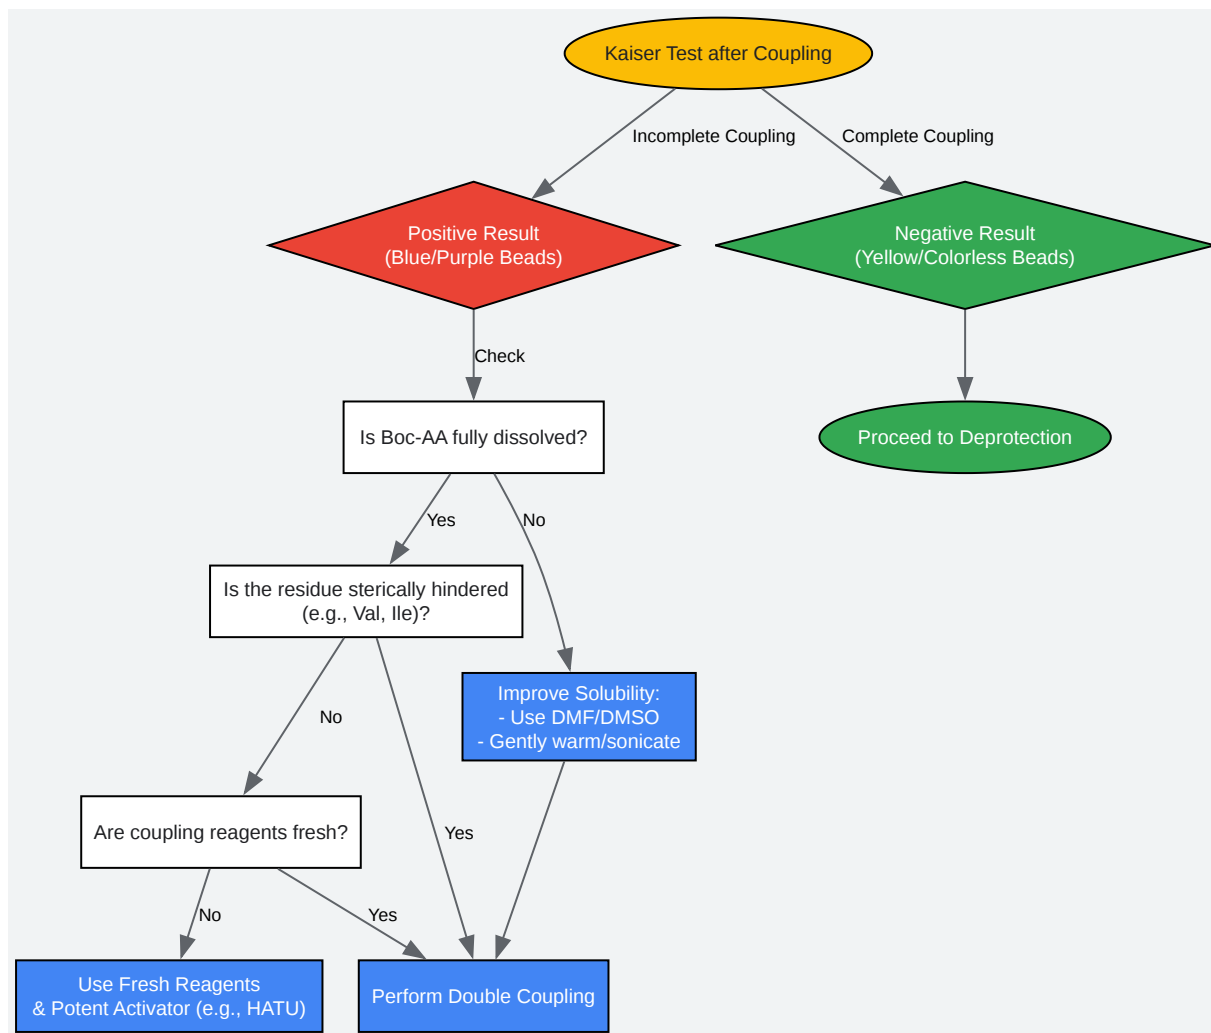 Kaiser Test after Coupling
Incomplete Coupling
Complete Coupling
Positive Result
(Blue/Purple Beads)
Negative Result
(Yellow/Colorless Beads)
Check
Is Boc-AA fully dissolved?
Proceed to Deprotection
Yes
No
Is the residue sterically hindered
(e.g., Val, Ile)?
Improve Solubility:
- Use DMF/DMSO
- Gently warm/sonicate
No
Yes
Are coupling reagents fresh?
No
Yes
Use Fresh Reagents
& Potent Activator (e.g., HATU)
Perform Double Coupling